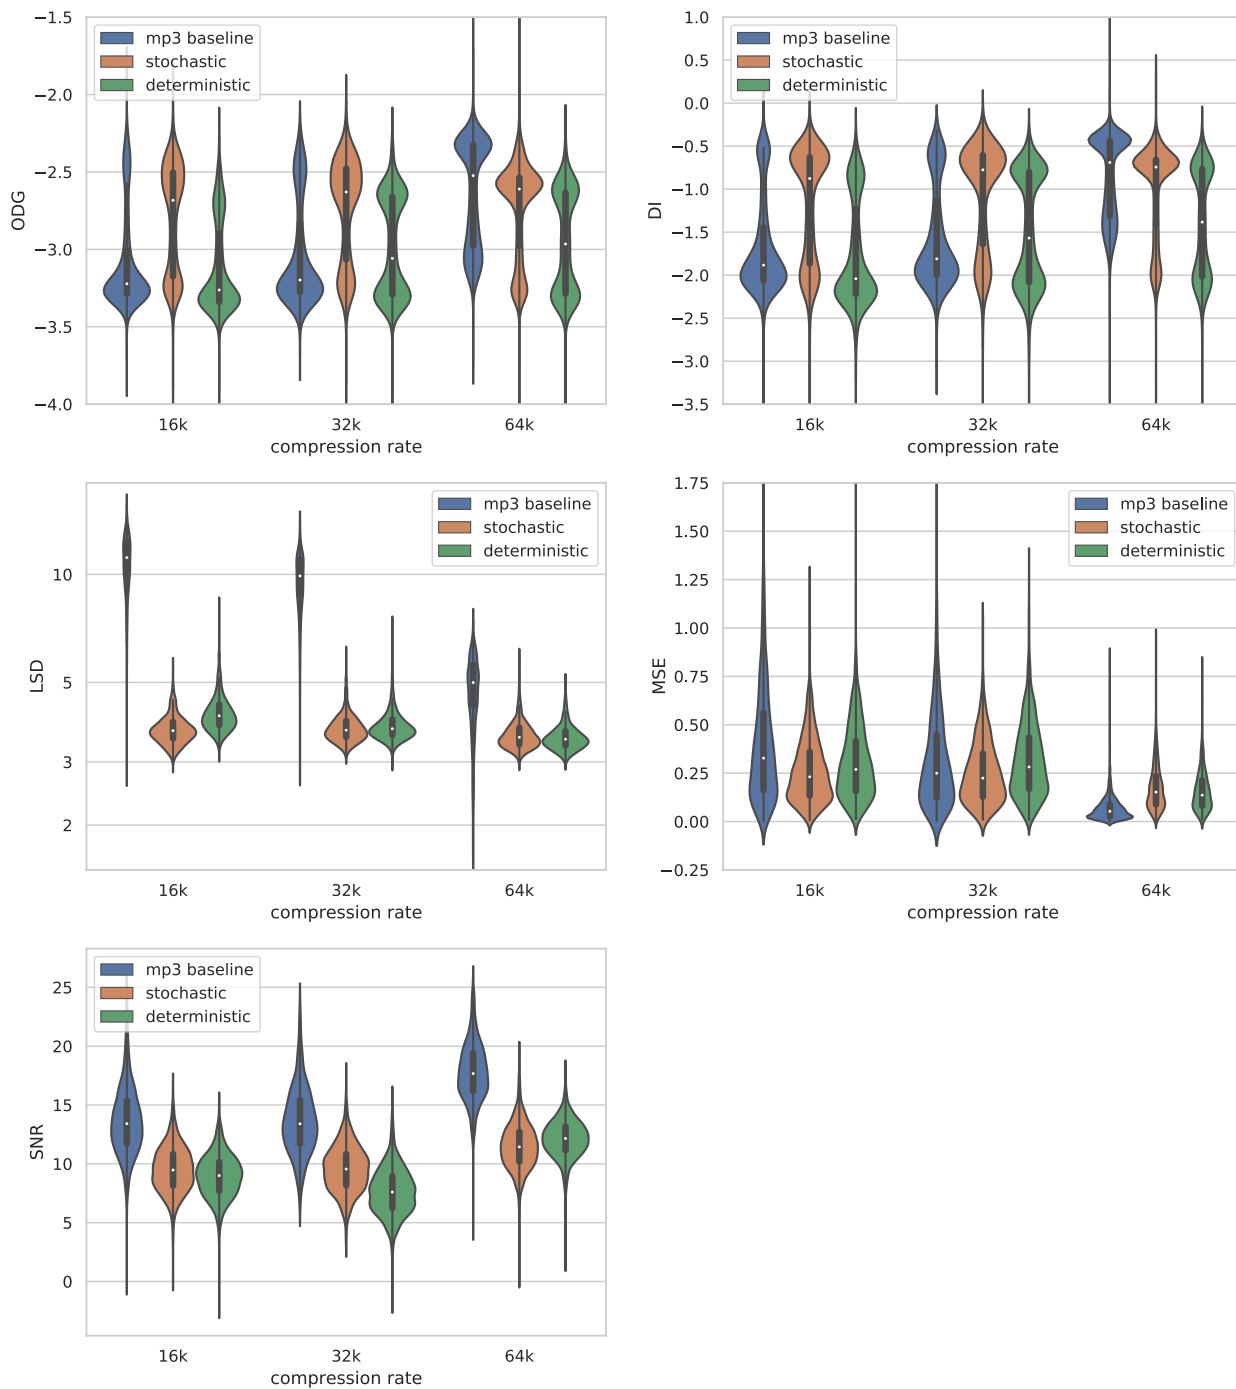 −1.5
−2.0
−2.5
−3.0
−3.5
−4.0
ODG
mp3 baseline
stochastic
deterministic
16k
32k
64k
compression rate
1.0
0.5
0.0
−0.5
−1.0
−1.5
−2.0
−2.5
−3.0
−3.5
DI
mp3 baseline
stochastic
deterministic
16k
32k
64k
compression rate
10
5
3
2
LSD
mp3 baseline
stochastic
deterministic
16k
32k
64k
compression rate
1.75
1.50
1.25
1.00
0.75
0.50
0.25
0.00
−0.25
MSE
mp3 baseline
stochastic
deterministic
16k
32k
64k
compression rate
25
20
15
10
5
0
SNR
mp3 baseline
stochastic
deterministic
16k
32k
64k
compression rate